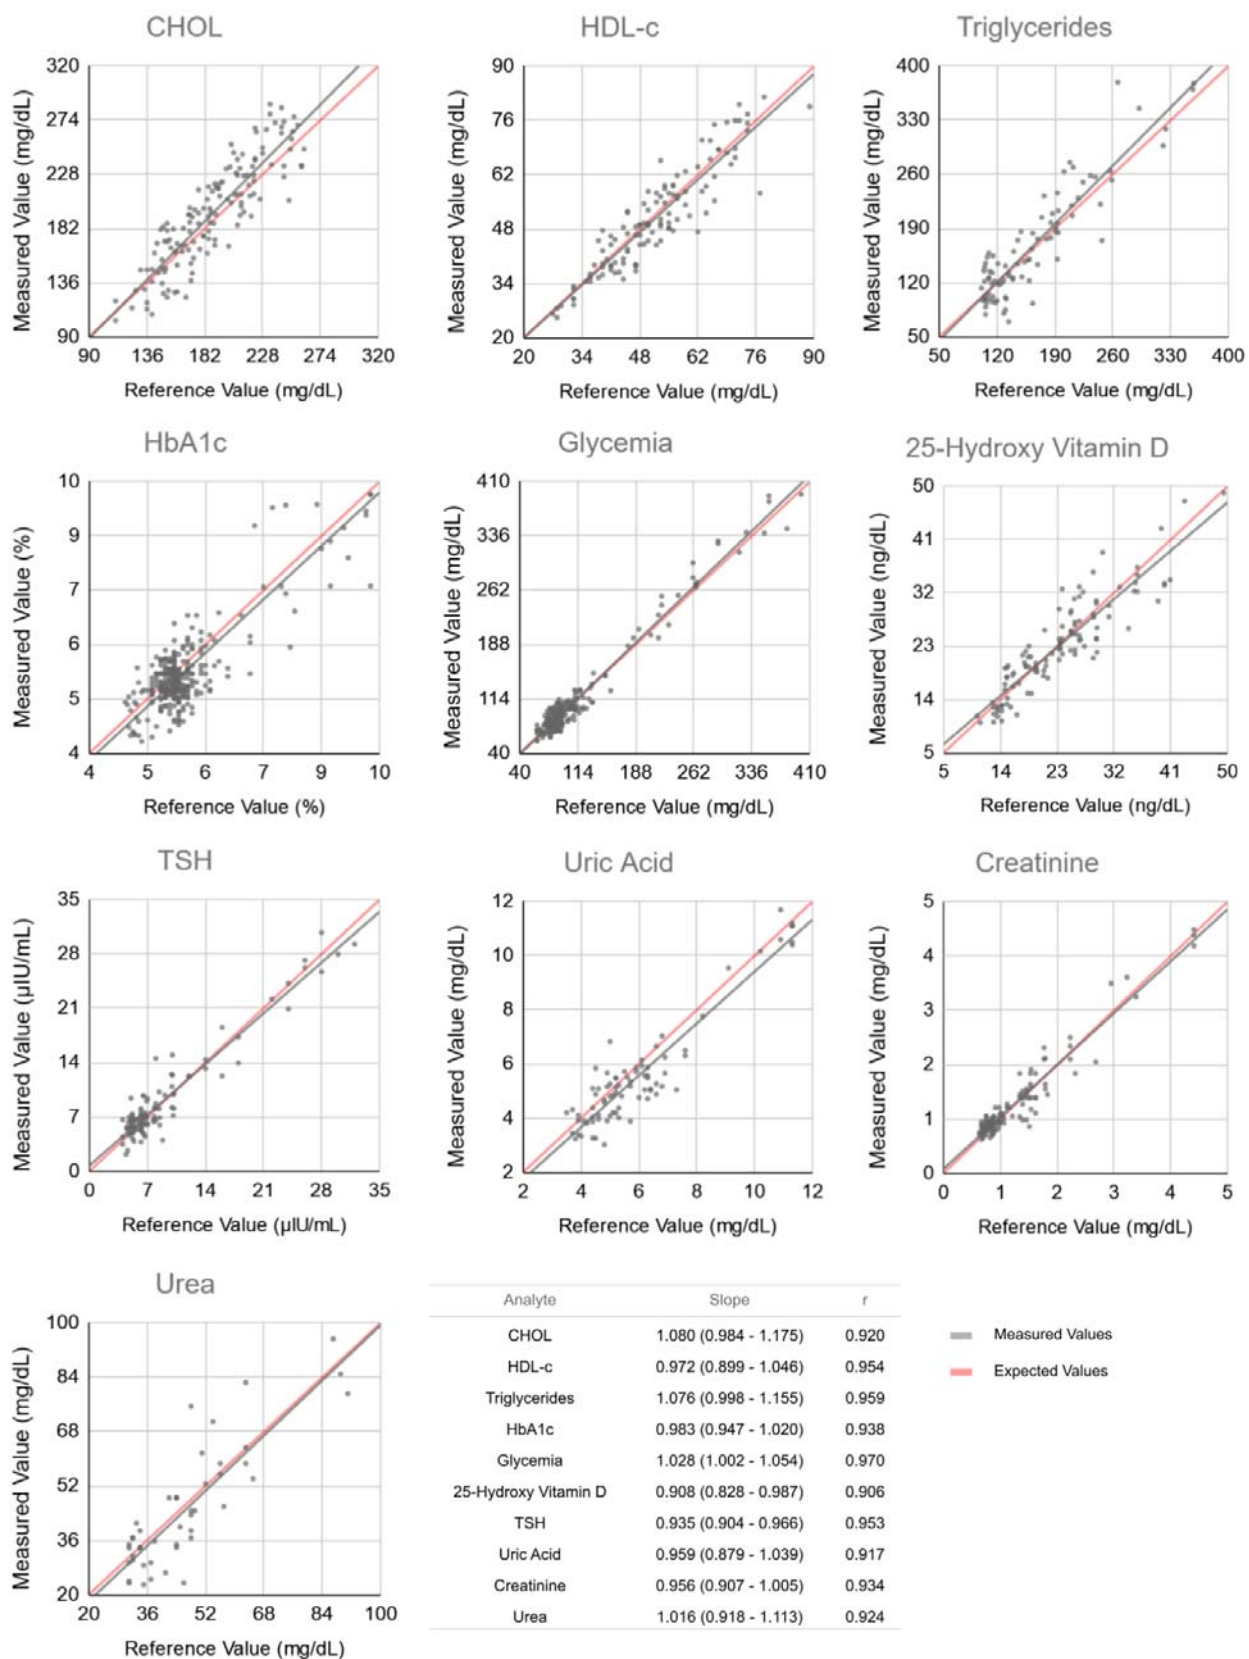 CHOL
HDL-c
Triglycerides
320
274
228
182
136
90
90 136 182 228 274 320
Measured Value (mg/dL)
Reference Value (mg/dL)
90
76
62
48
34
20
20 34 48 62 76 90
Measured Value (mg/dL)
Reference Value (mg/dL)
400
330
260
190
120
50
50 120 190 260 330 400
Measured Value (mg/dL)
Reference Value (mg/dL)
HbA1c
Glycemia
25-Hydroxy Vitamin D
10
9
7
6
5
4
4 5 6 7 9 10
Measured Value (%)
Reference Value (%)
410
336
262
188
114
40
40 114 188 262 336 410
Measured Value (mg/dL)
Reference Value (mg/dL)
50
41
32
23
14
5
5 14 23 32 41 50
Measured Value (ng/dL)
Reference Value (ng/dL)
TSH
Uric Acid
Creatinine
35
28
21
14
7
0
0 7 14 21 28 35
Measured Value (µIU/mL)
Reference Value (µIU/mL)
12
10
8
6
4
2
2 4 6 8 10 12
Measured Value (mg/dL)
Reference Value (mg/dL)
5
4
3
2
1
0
0 1 2 3 4 5
Measured Value (mg/dL)
Reference Value (mg/dL)
Urea
100
84
68
52
36
20
20 36 52 68 84 100
Measured Value (mg/dL)
Reference Value (mg/dL)
Analyte Slope r
CHOL 1.080 (0.984 - 1.175) 0.920
HDL-c 0.972 (0.899 - 1.046) 0.954
Triglycerides 1.076 (0.998 - 1.155) 0.959
HbA1c 0.983 (0.947 - 1.020) 0.938
Glycemia 1.028 (1.002 - 1.054) 0.970
25-Hydroxy Vitamin D 0.908 (0.828 - 0.987) 0.906
TSH 0.935 (0.904 - 0.966) 0.953
Uric Acid 0.959 (0.879 - 1.039) 0.917
Creatinine 0.956 (0.907 - 1.005) 0.934
Urea 1.016 (0.918 - 1.113) 0.924
Measured Values
Expected Values